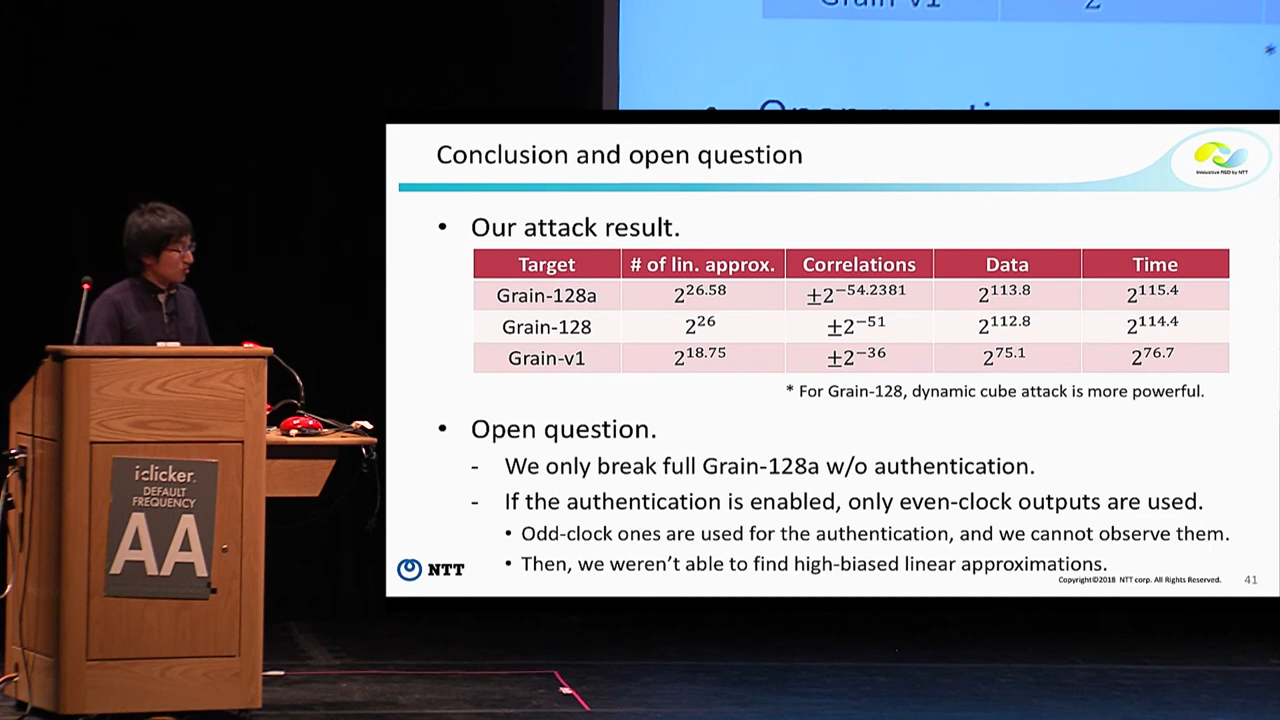 Grain-v1
2
*
Conclusion and open question
Innovative R&D by NTT
• Our attack result.
Target # of lin. approx. Correlations Data Time
Grain-128a 2^26.58 ±2^−54.2381 2^113.8 2^115.4
Grain-128 2^26 ±2^−51 2^112.8 2^114.4
Grain-v1 2^18.75 ±2^−36 2^75.1 2^76.7
* For Grain-128, dynamic cube attack is more powerful.
• Open question.
- We only break full Grain-128a w/o authentication.
- If the authentication is enabled, only even-clock outputs are used.
• Odd-clock ones are used for the authentication, and we cannot observe them.
• Then, we weren't able to find high-biased linear approximations.
NTT
Copyright©2018 NTT corp. All Rights Reserved. 41
iclicker.
DEFAULT
FREQUENCY
AA